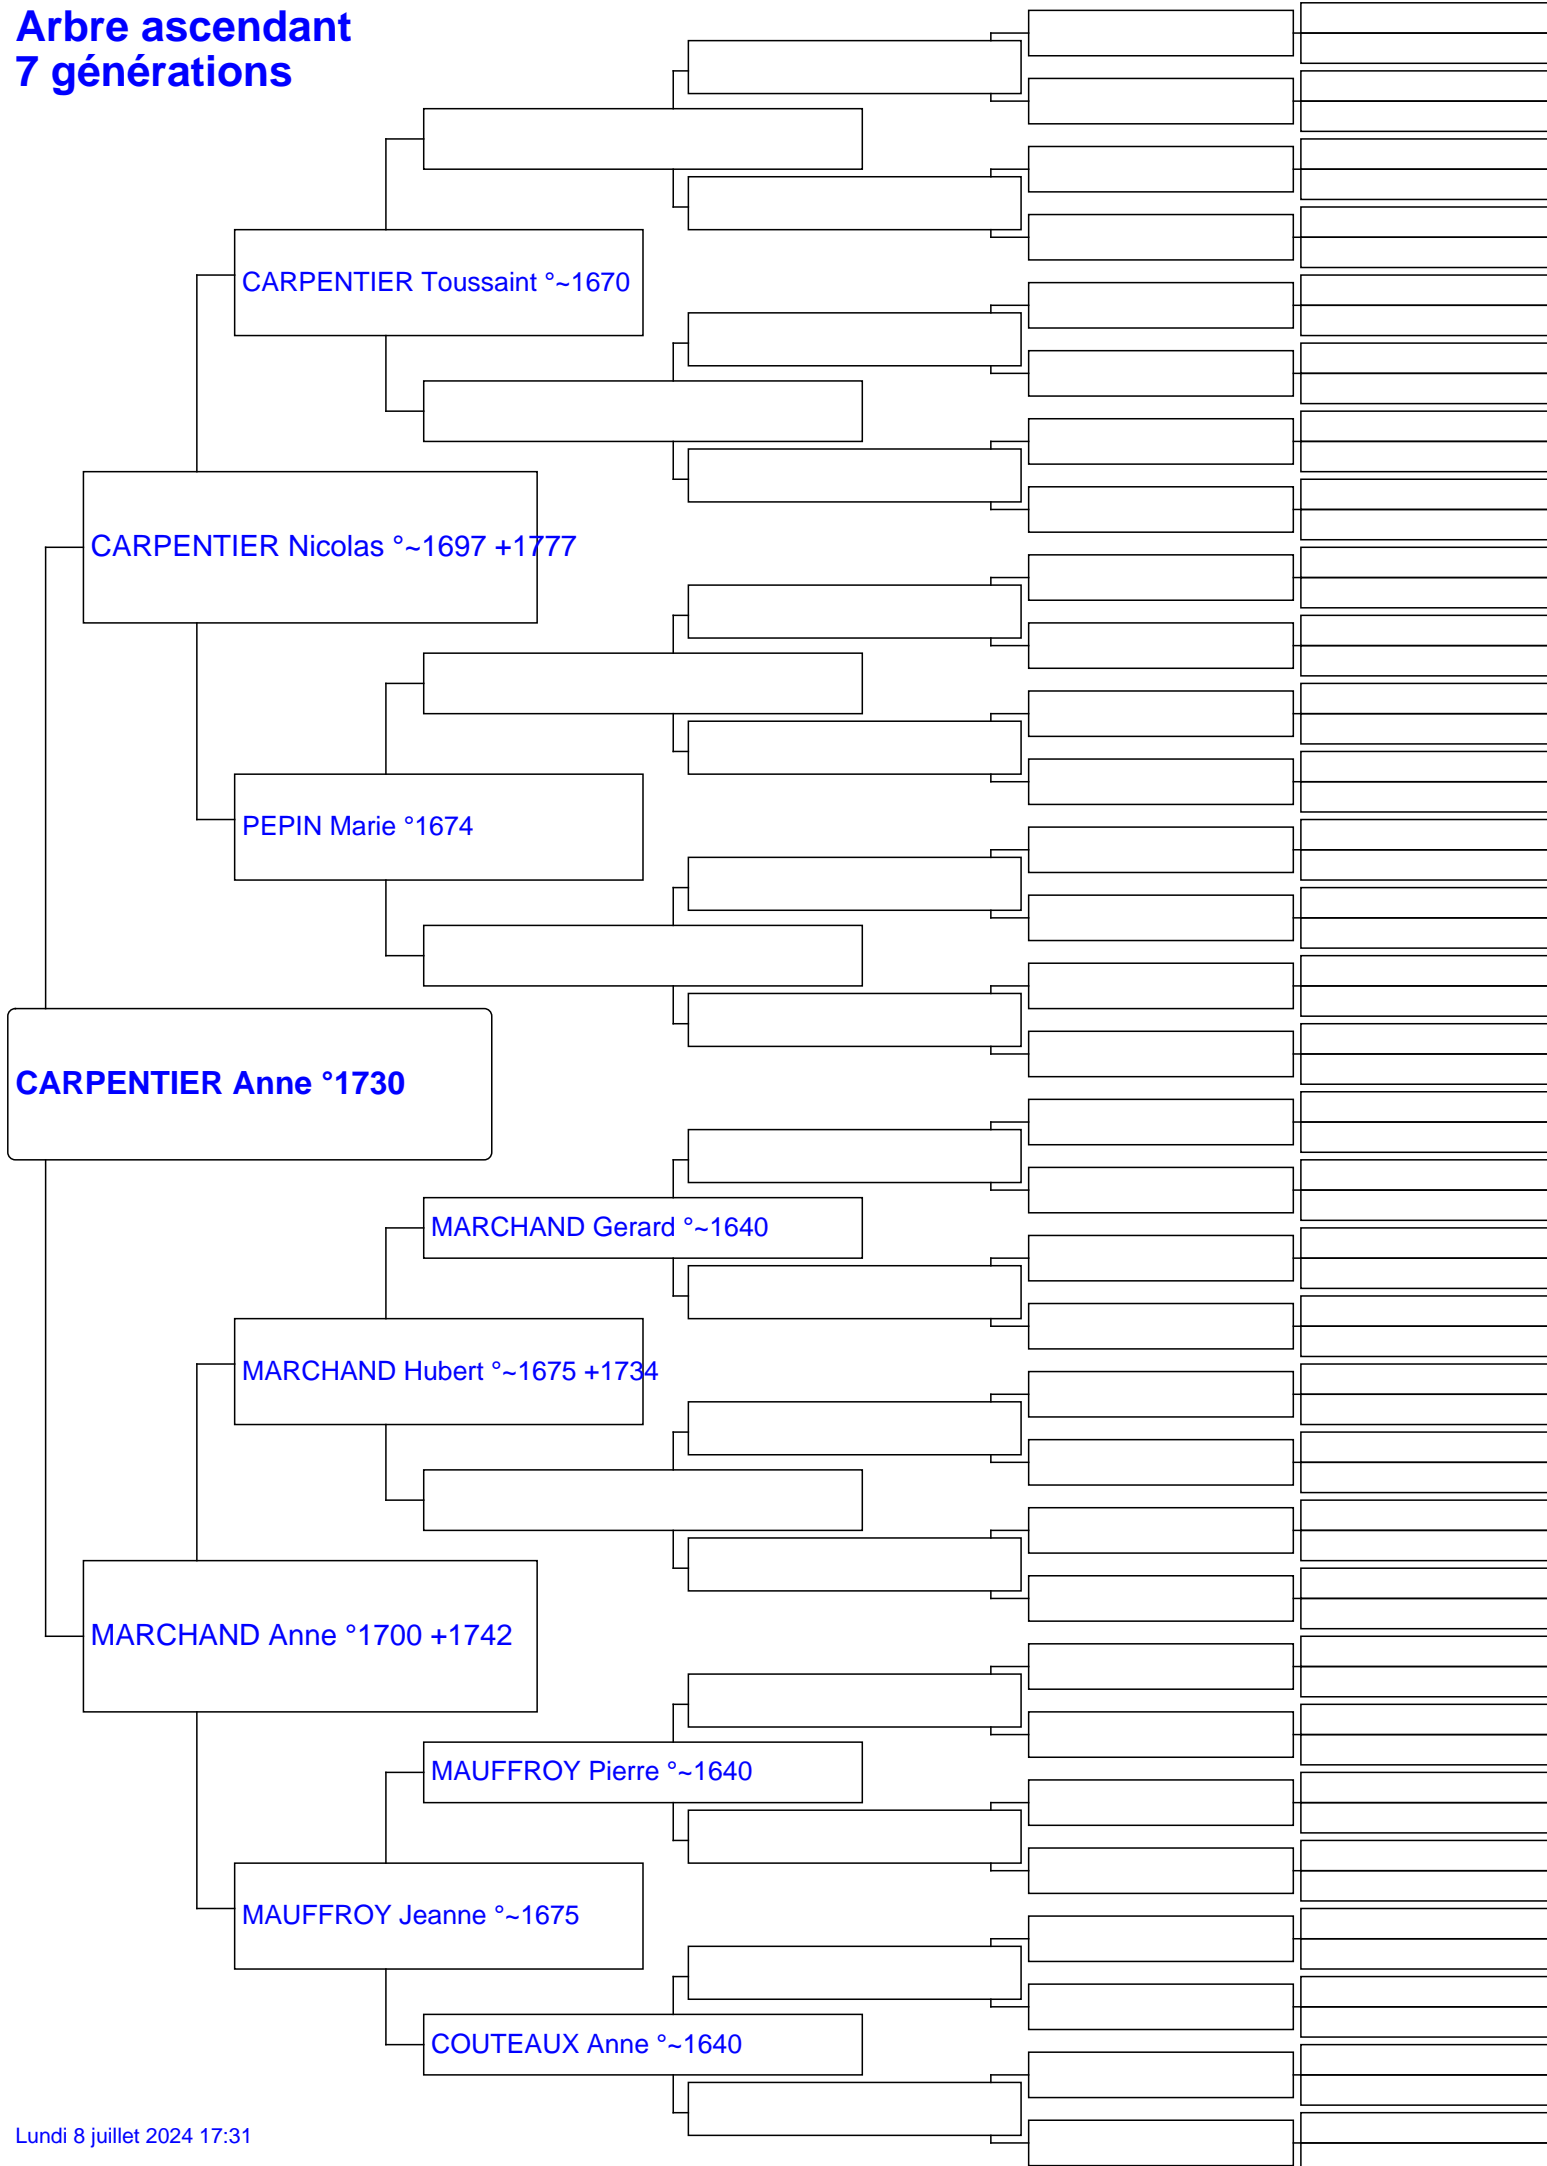 Arbre ascendant
7 générations
CARPENTIER Toussaint °~1670
CARPENTIER Nicolas °~1697 +1777
PEPIN Marie °1674
CARPENTIER Anne °1730
MARCHAND Gerard °~1640
MARCHAND Hubert °~1675 +1734
MARCHAND Anne °1700 +1742
MAUFFROY Pierre °~1640
MAUFFROY Jeanne °~1675
COUTEAUX Anne °~1640
Lundi 8 juillet 2024 17:31